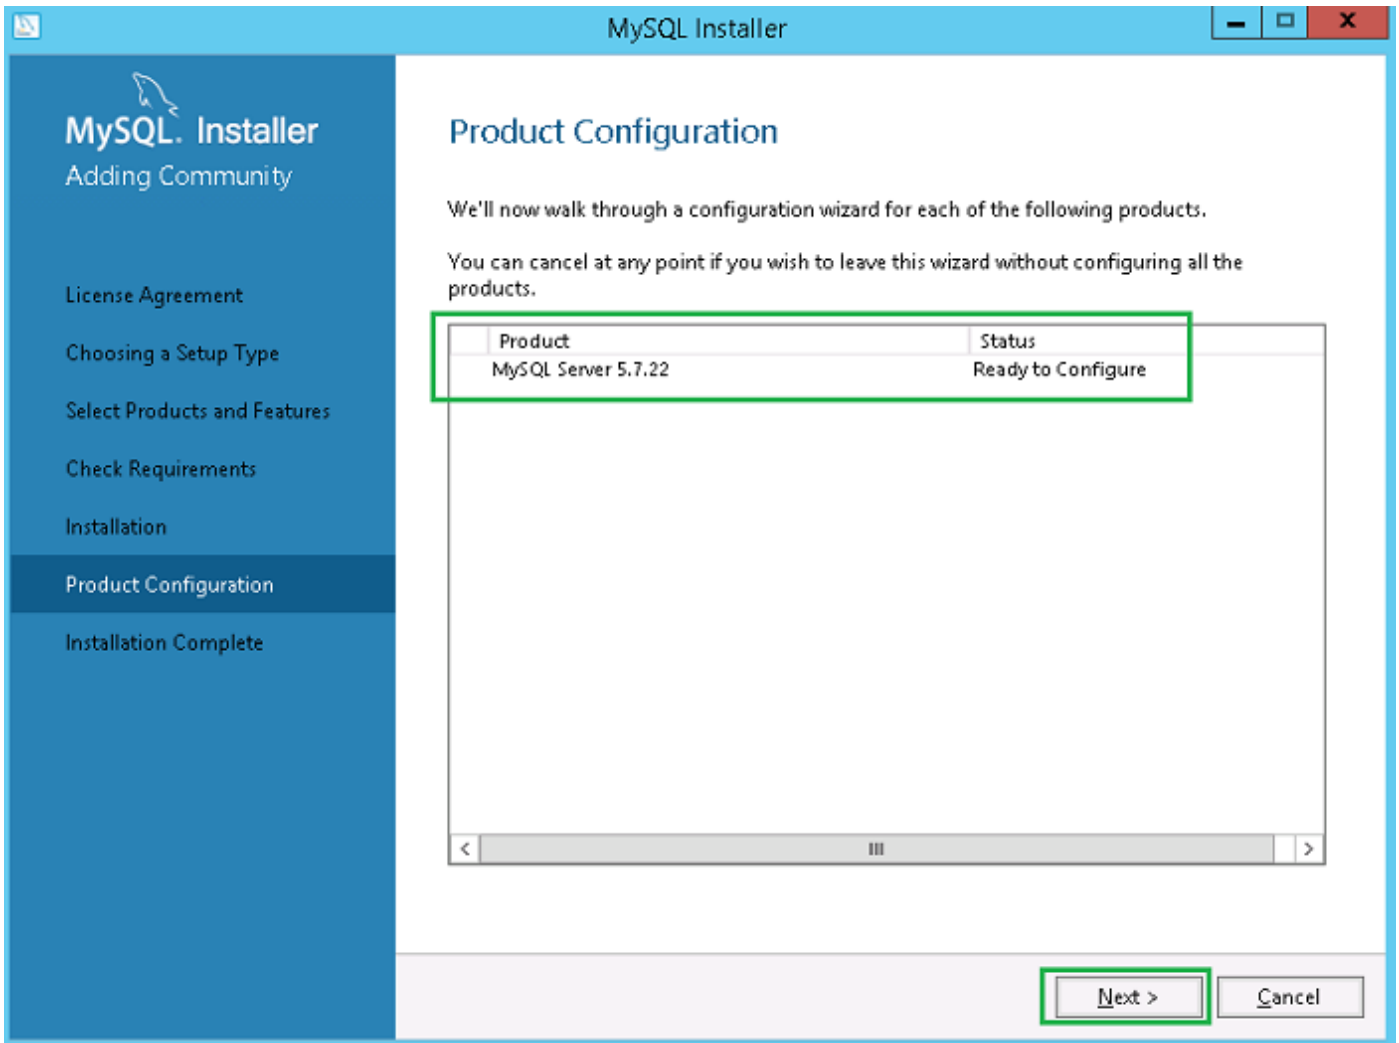 MySQL Installer
MySQL. Installer
Adding Community
License Agreement
Choosing a Setup Type
Select Products and Features
Check Requirements
Installation
Product Configuration
Installation Complete
Product Configuration
We'll now walk through a configuration wizard for each of the following products.
You can cancel at any point if you wish to leave this wizard without configuring all the
products.
Product Status
MySQL Server 5.7.22 Ready to Configure
Next > Cancel